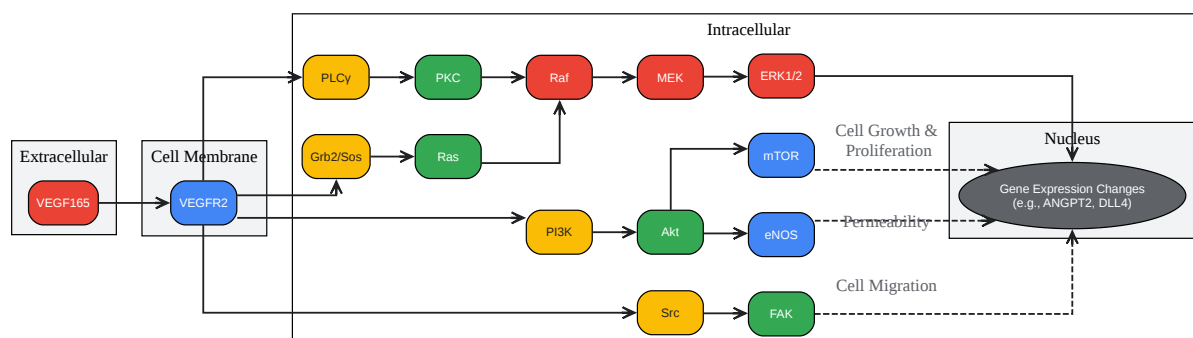 Intracellular
PLCγ
PKC
Raf
MEK
ERK1/2
Extracellular
Cell Membrane
Grb2/Sos
Ras
mTOR
Cell Growth &
Proliferation
Nucleus
VEGF165
VEGFR2
Gene Expression Changes
(e.g., ANGPT2, DLL4)
PI3K
Akt
eNOS
Permeability
Cell Migration
Src
FAK